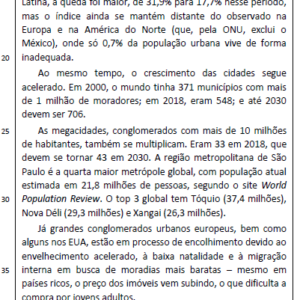 Latina, a queda foi maior, de 31,9% para 17,7% nesse período,
mas o índice ainda se mantém distante do observado na
Europa e na América do Norte (que, pela ONU, exclui o
México), onde só 0,7% da população urbana vive de forma
20 inadequada.
Ao mesmo tempo, o crescimento das cidades segue
acelerado. Em 2000, o mundo tinha 371 municípios com mais
de 1 milhão de moradores; em 2018, eram 548; e até 2030
devem ser 706.
25 As megacidades, conglomerados com mais de 10 milhões
de habitantes, também se multiplicam. Eram 33 em 2018, que
devem se tornar 43 em 2030. A região metropolitana de São
Paulo é a quarta maior metrópole global, com população atual
estimada em 21,8 milhões de pessoas, segundo o site World
30 Population Review. O top 3 global tem Tóquio (37,4 milhões),
Nova Déli (29,3 milhões) e Xangai (26,3 milhões).
Já grandes conglomerados urbanos europeus, bem como
alguns nos EUA, estão em processo de encolhimento devido ao
envelhecimento acelerado, à baixa natalidade e à migração
35 interna em busca de moradias mais baratas – mesmo em
países ricos, o preço dos imóveis vem subindo, o que dificulta a
compra por jovens adultos.